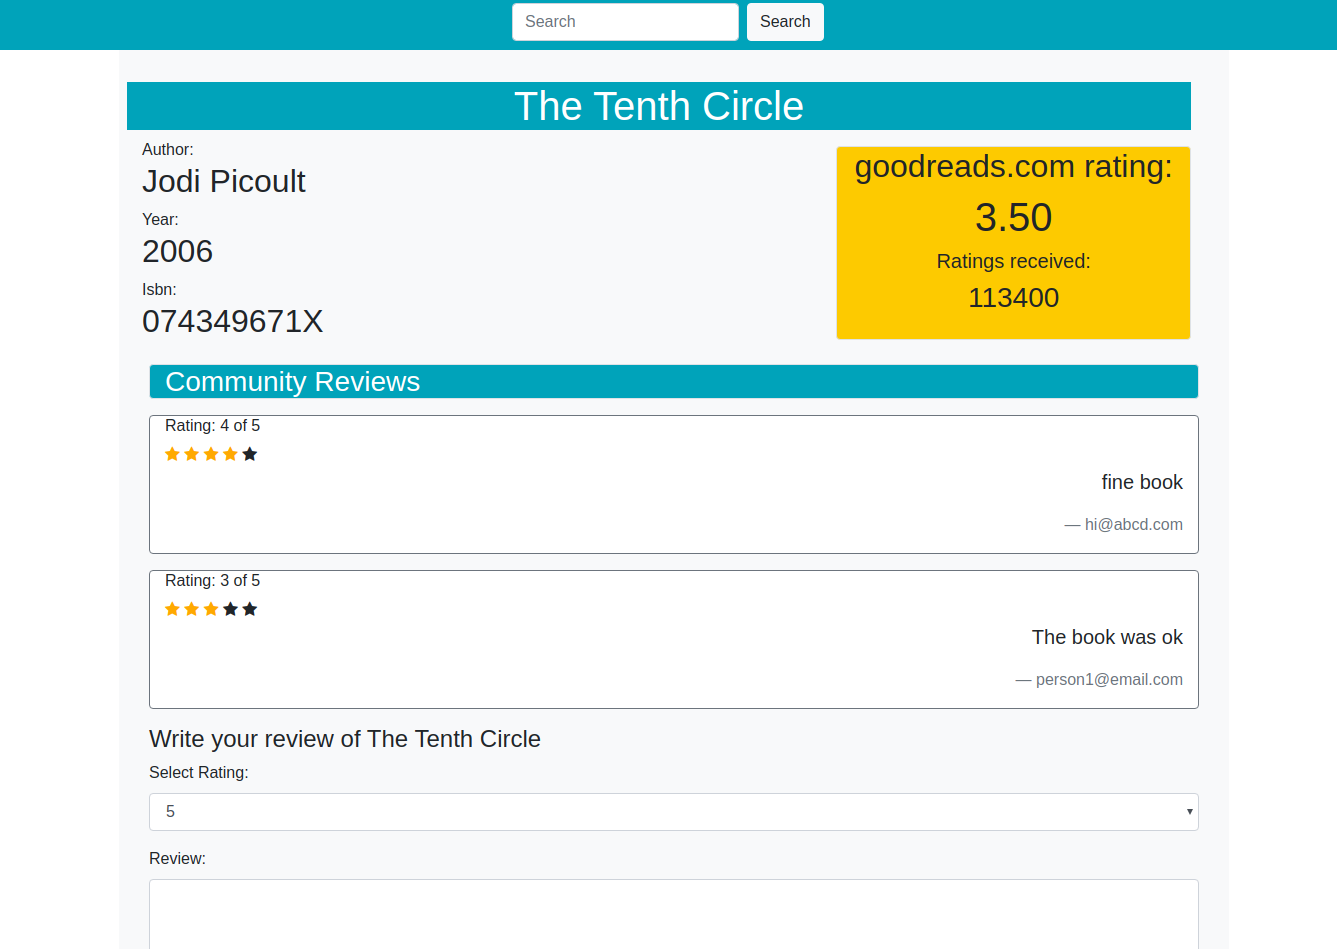 Search Search
The Tenth Circle
Author:
Jodi Picoult
Year:
2006
Isbn:
074349671X
goodreads.com rating:
3.50
Ratings received:
113400
Community Reviews
Rating: 4 of 5
fine book
— hi@abcd.com
Rating: 3 of 5
The book was ok
— person1@email.com
Write your review of The Tenth Circle
Select Rating:
5
Review: